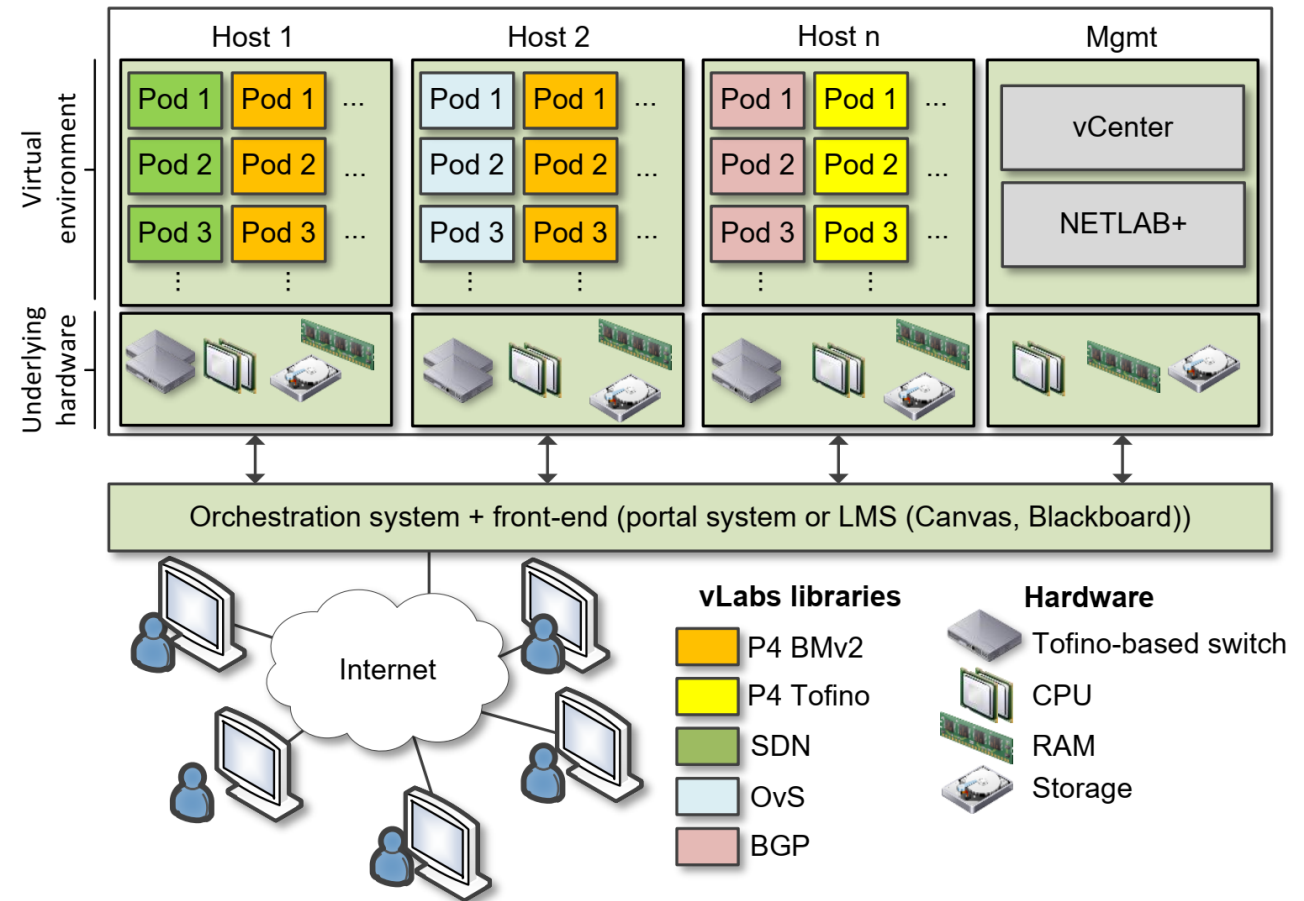 Host 1 Host 2 Host n Mgmt
Virtual
environment
Pod 1 Pod 1 ... Pod 1 Pod 1 ... Pod 1 Pod 1 ...
vCenter
Pod 2 Pod 2 ... Pod 2 Pod 2 ... Pod 2 Pod 2 ...
NETLAB+
Pod 3 Pod 3 ... Pod 3 Pod 3 ... Pod 3 Pod 3 ...
⋮ ⋮ ⋮ ⋮ ⋮ ⋮
Underlying
hardware
Orchestration system + front-end (portal system or LMS (Canvas, Blackboard))
Internet
vLabs libraries
P4 BMv2
P4 Tofino
SDN
OvS
BGP
Hardware
Tofino-based switch
CPU
RAM
Storage